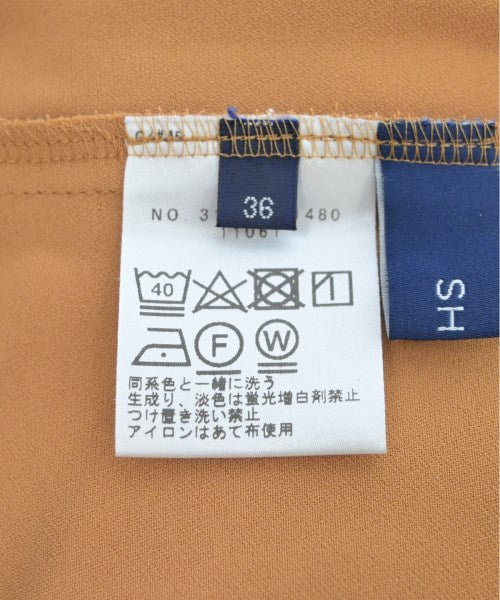 36
NO. 3
480
11061
HS
40
F
W
同系色と一緒に洗う
生成り、淡色は蛍光増白剤禁止
つけ置き洗い禁止
アイロンはあて布使用